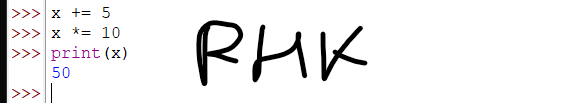 >>> x += 5
>>> x *= 10
>>> print(x)
50
>>>
RHK